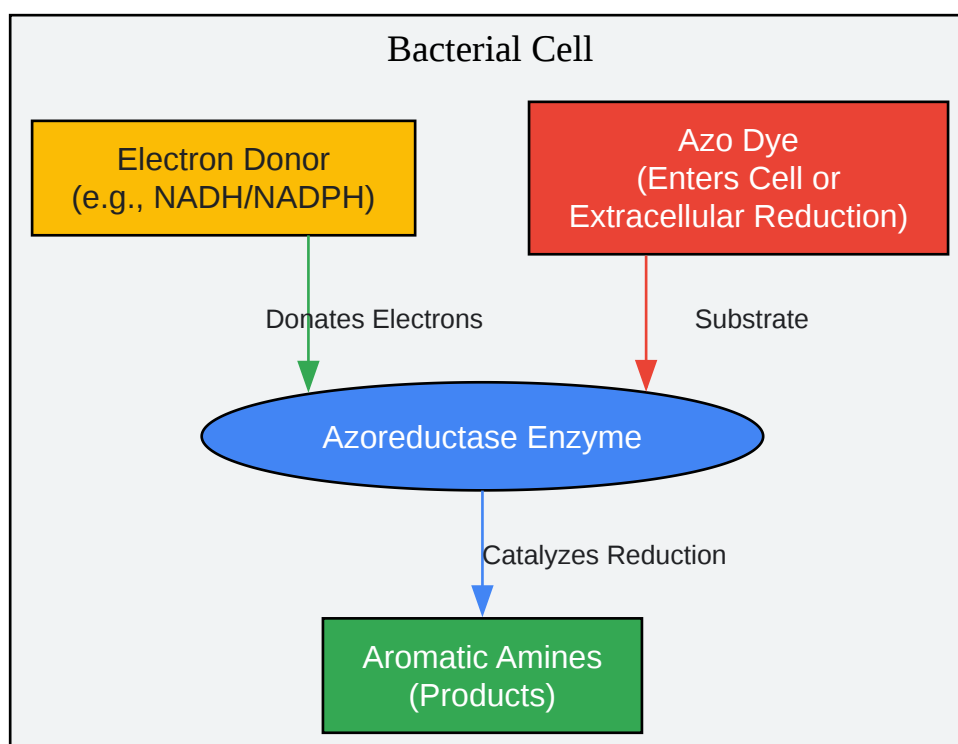 Bacterial Cell
Electron Donor
(e.g., NADH/NADPH)
Azo Dye
(Enters Cell or
Extracellular Reduction)
Donates Electrons
Substrate
Azoreductase Enzyme
Catalyzes Reduction
Aromatic Amines
(Products)